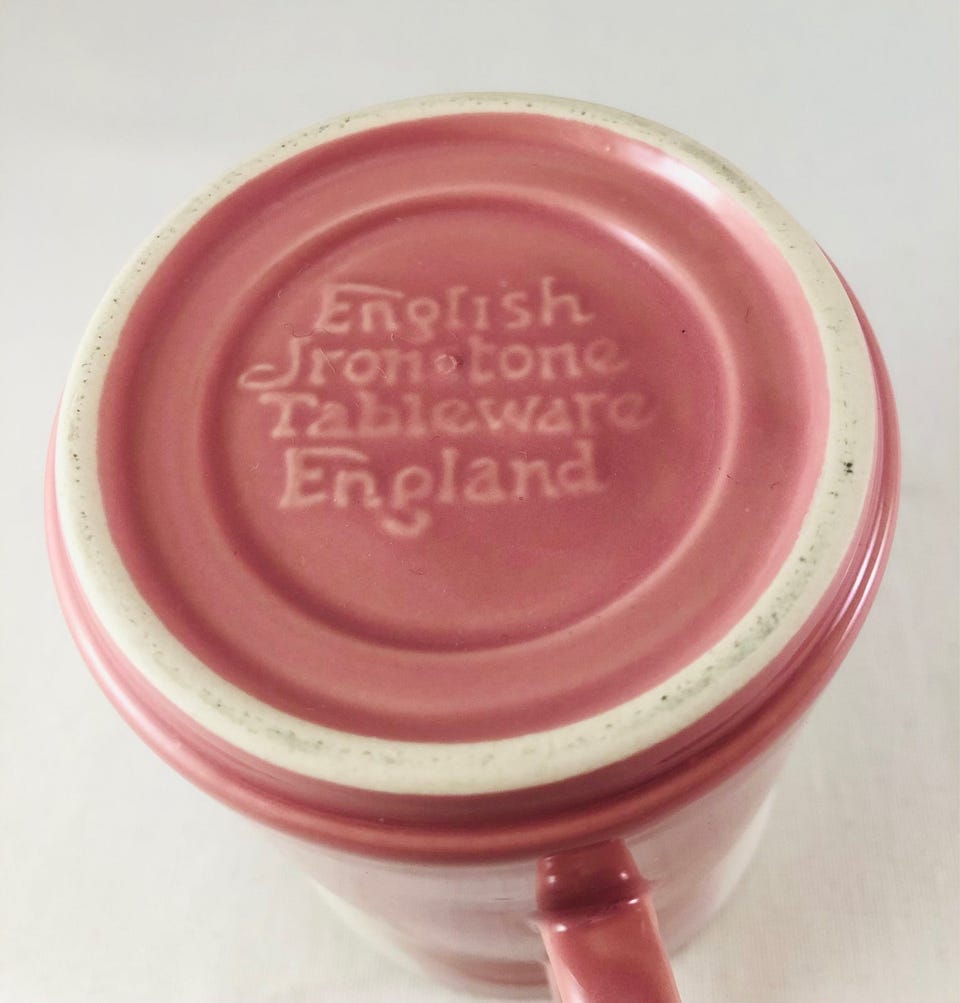 English
Ironstone
Tableware
England